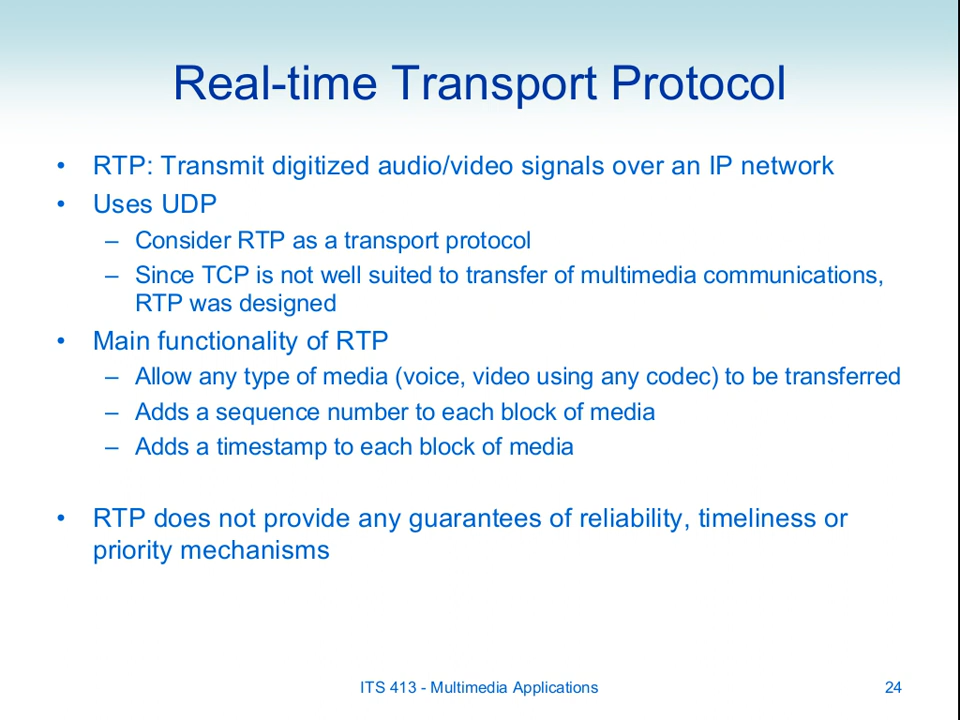 Real-time Transport Protocol
• RTP: Transmit digitized audio/video signals over an IP network
• Uses UDP
– Consider RTP as a transport protocol
– Since TCP is not well suited to transfer of multimedia communications,
RTP was designed
• Main functionality of RTP
– Allow any type of media (voice, video using any codec) to be transferred
– Adds a sequence number to each block of media
– Adds a timestamp to each block of media
• RTP does not provide any guarantees of reliability, timeliness or
priority mechanisms
ITS 413 - Multimedia Applications
24